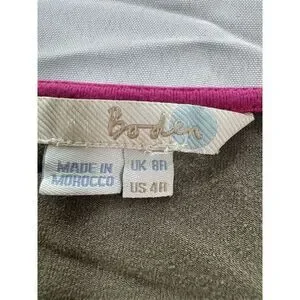 Boden
MADE IN
MOROCCO
UK 8R
US 4R